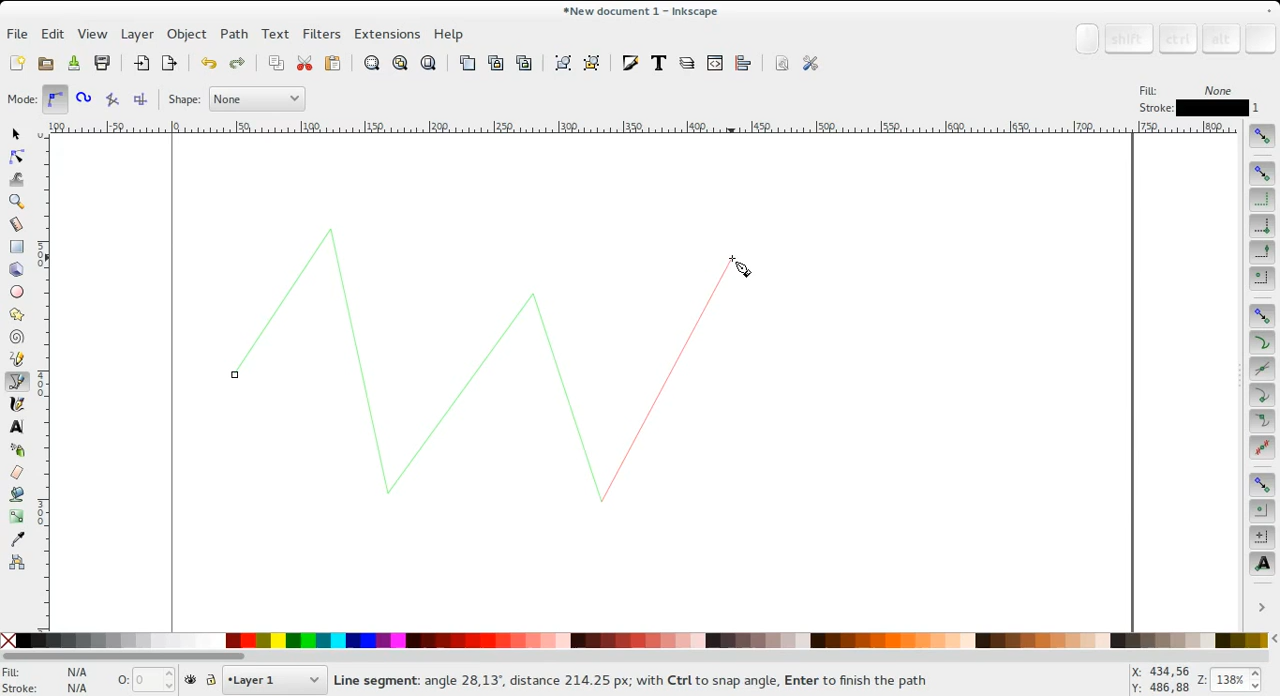 *New document 1 - Inkscape
File Edit View Layer Object Path Text Filters Extensions Help
shift ctrl alt
Mode: Shape: None Fill: None
Stroke: 1
-50 0 50 100 150 200 250 300 350 400 450 500 550 600 650 700 750 800
500
400
300
Fill: N/A
Stroke: N/A
O: 0
•Layer 1
Line segment: angle 28,13°, distance 214.25 px; with Ctrl to snap angle, Enter to finish the path
X: 434,56
Y: 486,88
Z: 138%